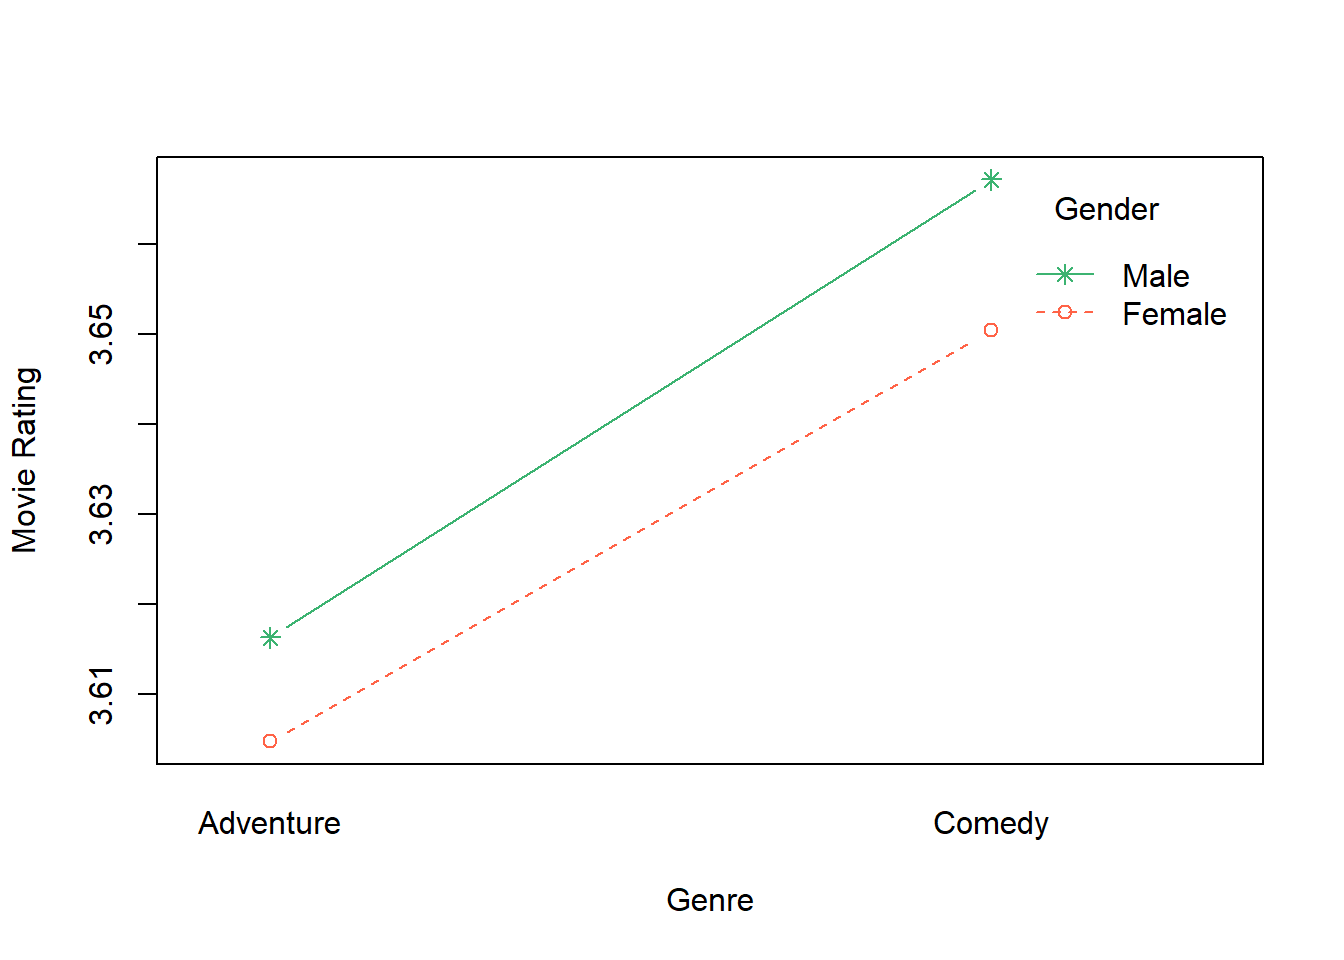 Gender
Male
Female
3.65
3.63
3.61
Movie Rating
Adventure
Comedy
Genre